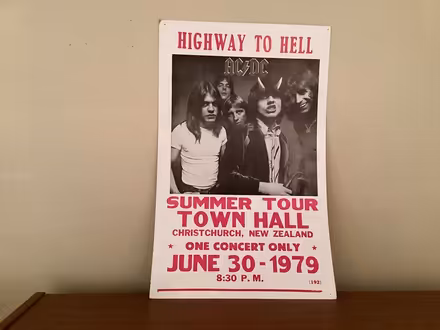 HIGHWAY TO HELL
AC⚡DC
SUMMER TOUR
TOWN HALL
CHRISTCHURCH, NEW ZEALAND
★ ONE CONCERT ONLY ★
JUNE 30-1979
8:30 P.M.
(592)